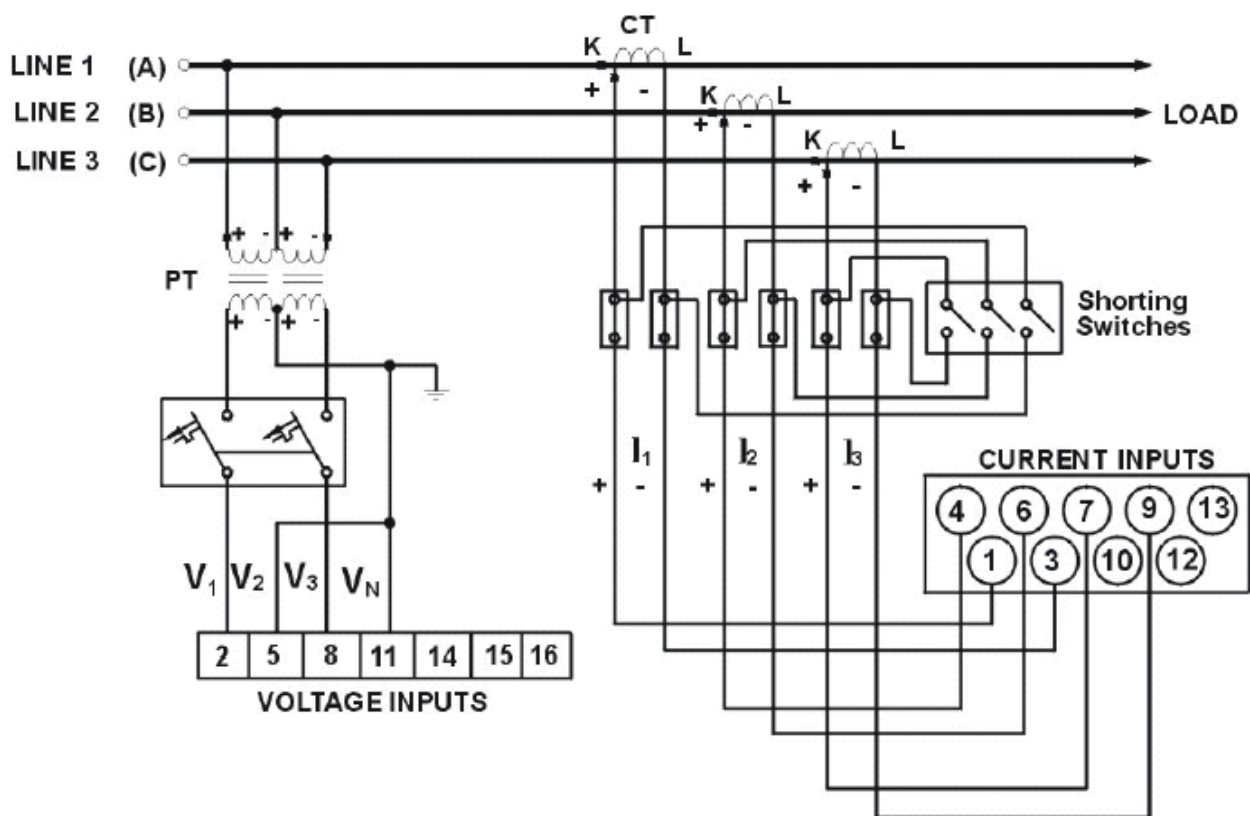 CT
K L
LINE 1 (A)
+ -
K L
LINE 2 (B)
LOAD
+ -
K L
LINE 3 (C)
+ -
+ - - +
PT
+ - - +
Shorting
Switches
I1 I2 I3
+ - + - + -
CURRENT INPUTS
4 6 7 9 13
1 3 10 12
V1 V2 V3 VN
2 5 8 11 14 15 16
VOLTAGE INPUTS